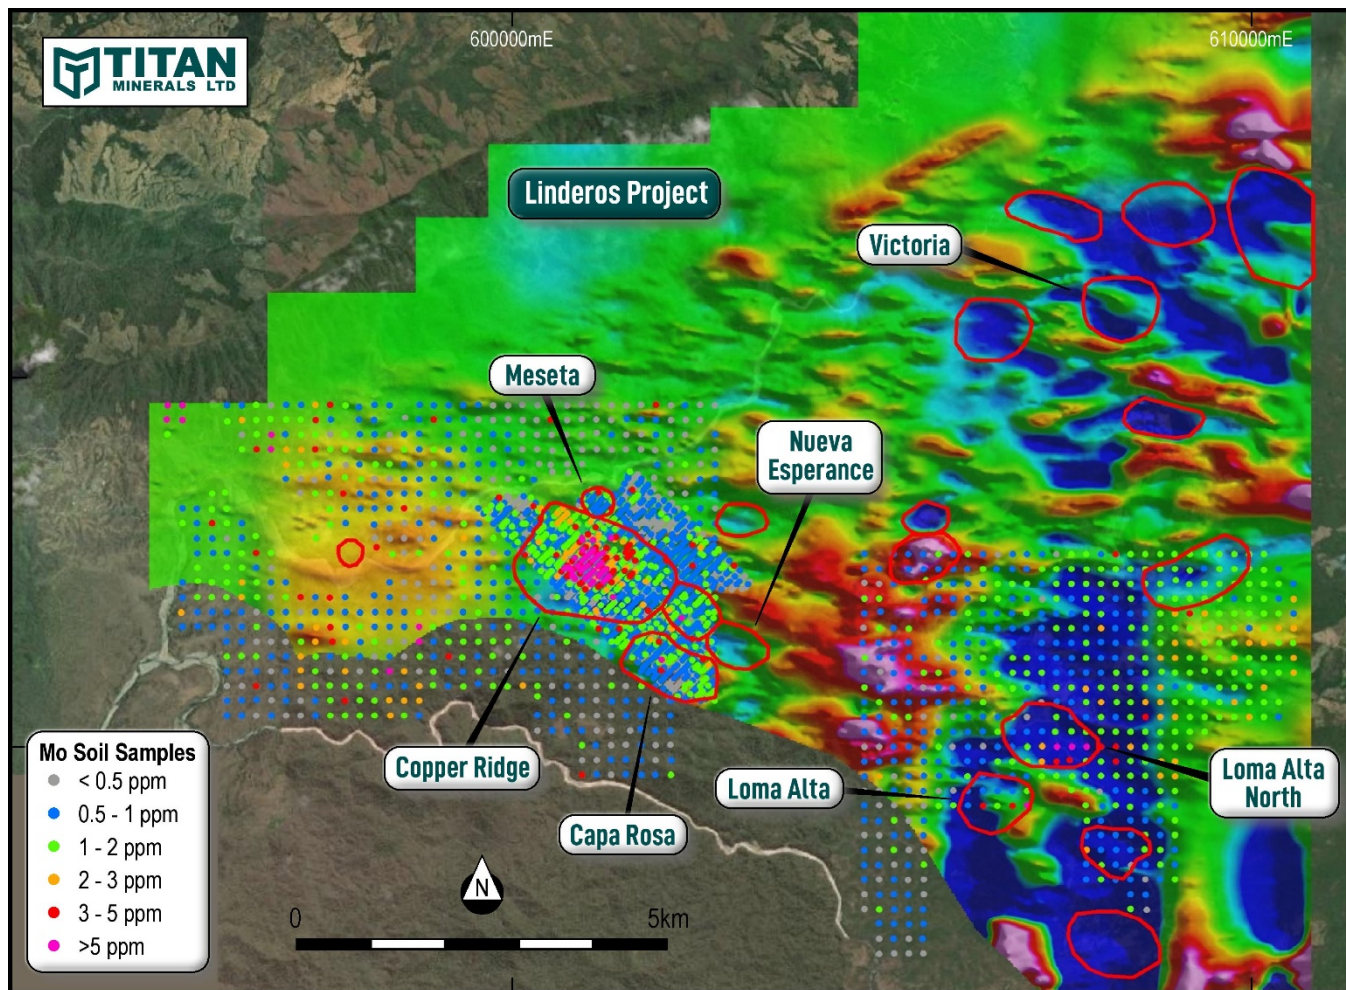 TITAN
MINERALS LTD
600000mE
610000mE
Linderos Project
Victoria
Meseta
Nueva
Esperance
Copper Ridge
Capa Rosa
Loma Alta
Loma Alta
North
Mo Soil Samples
< 0.5 ppm
0.5 - 1 ppm
1 - 2 ppm
2 - 3 ppm
3 - 5 ppm
>5 ppm
N
0
5km